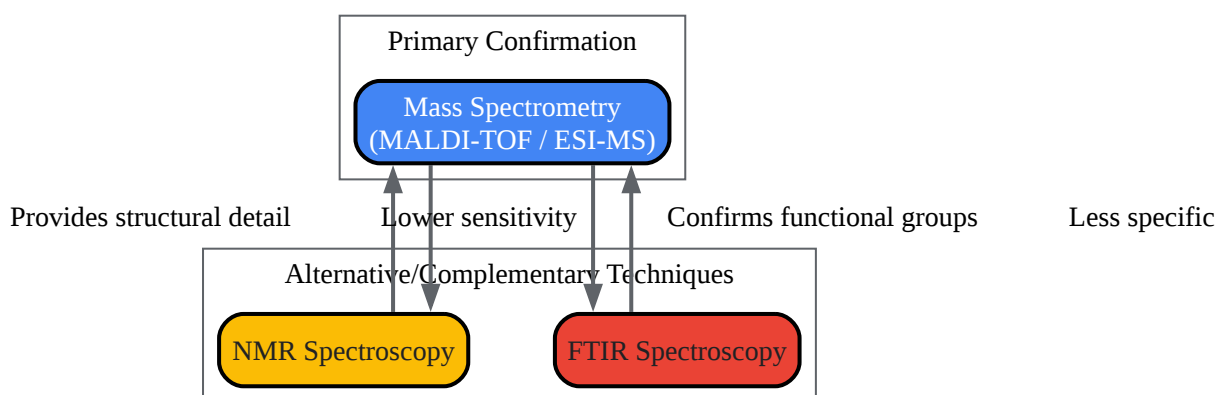 Primary Confirmation
Mass Spectrometry
(MALDI-TOF / ESI-MS)
Provides structural detail
Lower sensitivity
Confirms functional groups
Less specific
Alternative/Complementary Techniques
NMR Spectroscopy
FTIR Spectroscopy